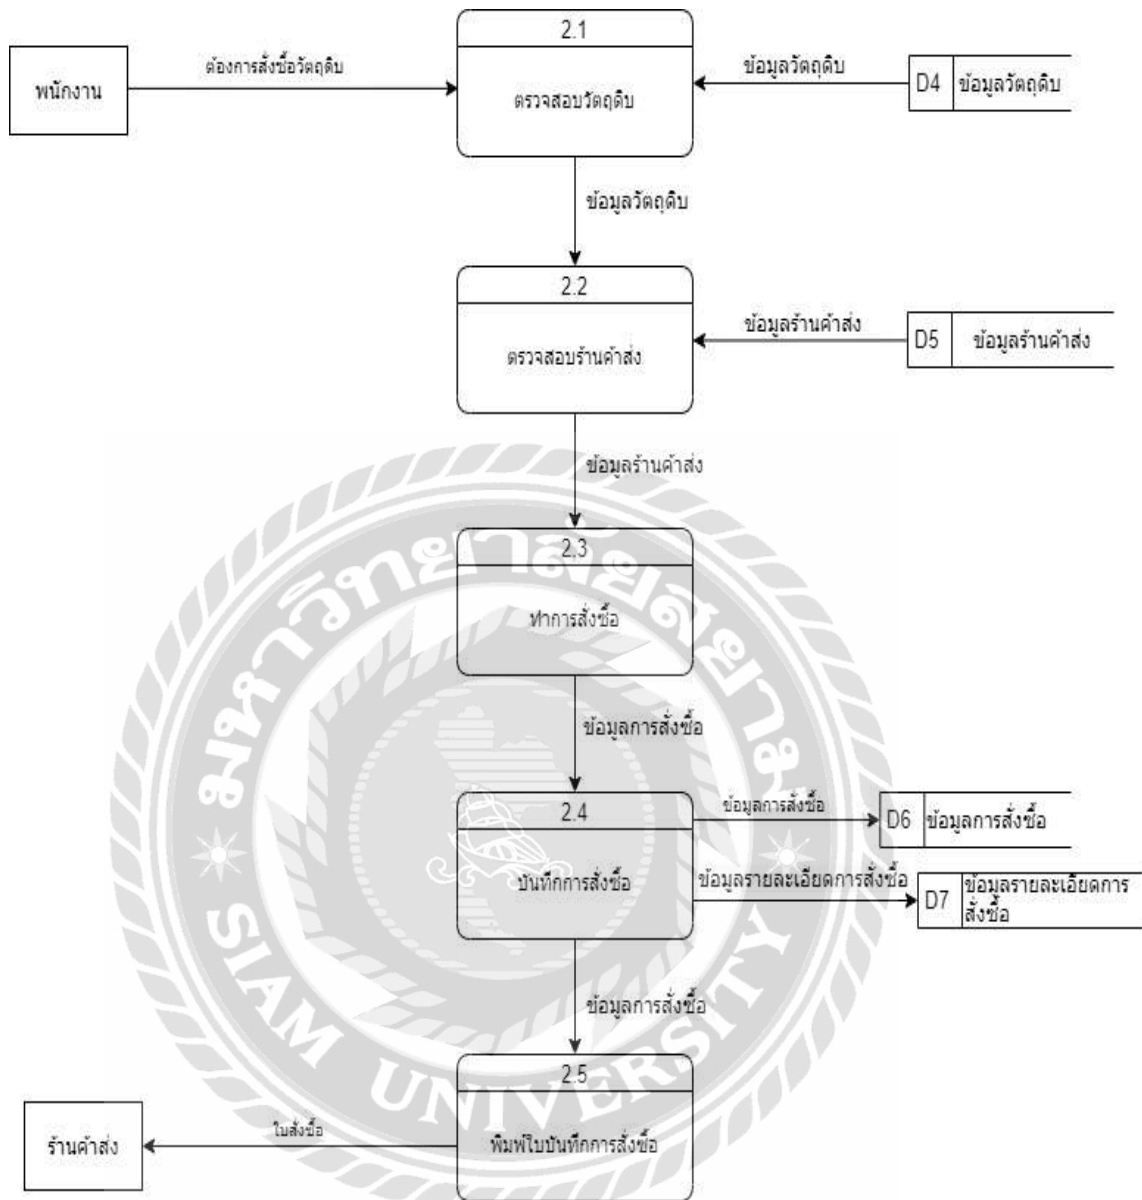 2.1
ต้องการสั่งซื้อวัตถุดิบ
ข้อมูลวัตถุดิบ
พนักงาน
ตรวจสอบวัตถุดิบ
D4 ข้อมูลวัตถุดิบ
ข้อมูลวัตถุดิบ
2.2
ข้อมูลร้านค้าส่ง
ตรวจสอบร้านค้าส่ง
D5 ข้อมูลร้านค้าส่ง
ข้อมูลร้านค้าส่ง
2.3
มหาวิทยาลัยสยาม
ทำการสั่งซื้อ
ข้อมูลการสั่งซื้อ
2.4
ข้อมูลการสั่งซื้อ
D6 ข้อมูลการสั่งซื้อ
บันทึกการสั่งซื้อ
ข้อมูลรายละเอียดการสั่งซื้อ
D7 ข้อมูลรายละเอียดการ
สั่งซื้อ
ข้อมูลการสั่งซื้อ
SIAM UNIVERSITY
2.5
ใบสั่งซื้อ
ร้านค้าส่ง
พิมพ์ใบบันทึกการสั่งซื้อ